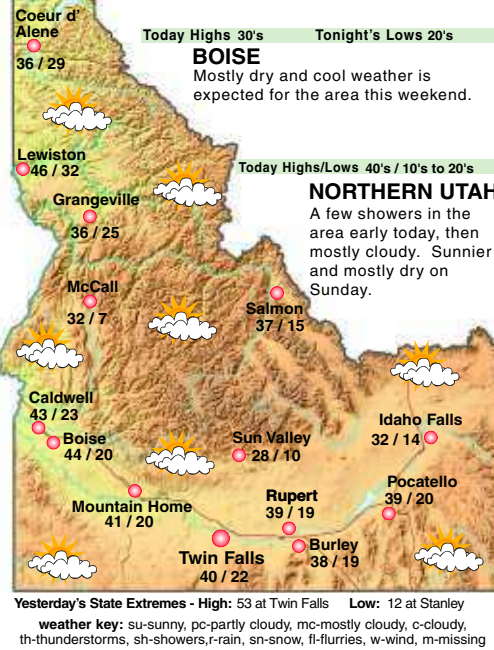 Coeur d'
Alene
36 / 29
Today Highs 30's Tonight's Lows 20's
BOISE
Mostly dry and cool weather is
expected for the area this weekend.
Lewiston
46 / 32
Today Highs/Lows 40's / 10's to 20's
NORTHERN UTAH
A few showers in the
area early today, then
mostly cloudy. Sunnier
and mostly dry on
Sunday.
Grangeville
36 / 25
McCall
32 / 7
Salmon
37 / 15
Caldwell
43 / 23
Boise
44 / 20
Sun Valley
28 / 10
Idaho Falls
32 / 14
Mountain Home
41 / 20
Rupert
39 / 19
Pocatello
39 / 20
Twin Falls
40 / 22
Burley
38 / 19
Yesterday's State Extremes - High: 53 at Twin Falls Low: 12 at Stanley
weather key: su-sunny, pc-partly cloudy, mc-mostly cloudy, c-cloudy,
th-thunderstorms, sh-showers,r-rain, sn-snow, fl-flurries, w-wind, m-missing